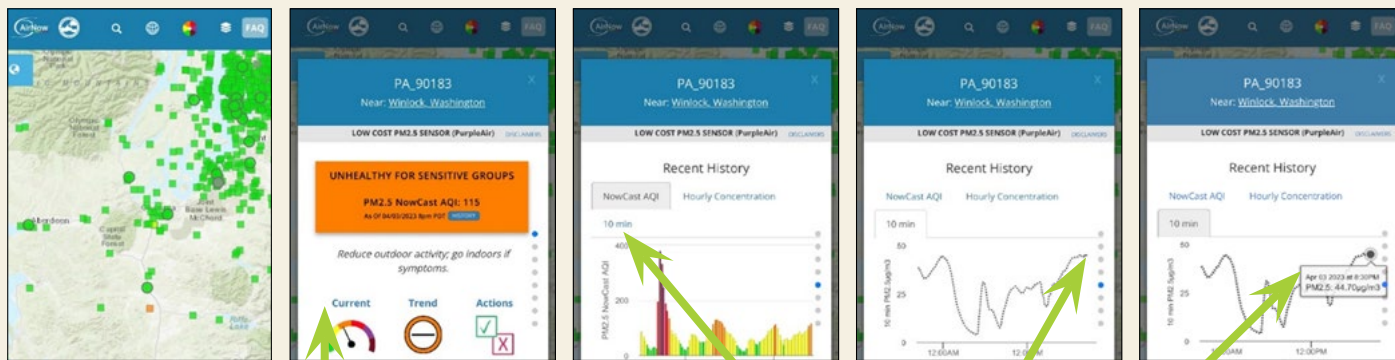 AirNow
FAQ
Olympic
National
Forest
Aberdeen
Capitol
State
Forest
Joint
Base Lewis
McChord
Riffe
Lake
AirNow
FAQ
PA_90183
X
Near: Winlock, Washington
LOW COST PM2.5 SENSOR (PurpleAir)
DISCLAIMERS
UNHEALTHY FOR SENSITIVE GROUPS
PM2.5 NowCast AQI: 115
As Of 04/03/2023 8pm PDT HISTORY
Reduce outdoor activity; go indoors if
symptoms.
Current
Trend
Actions
X
AirNow
FAQ
PA_90183
X
Near: Winlock, Washington
LOW COST PM2.5 SENSOR (PurpleAir)
DISCLAIMERS
Recent History
NowCast AQI
Hourly Concentration
10 min
400
200
0
PM2.5 NowCast AQI
AirNow
FAQ
PA_90183
X
Near: Winlock, Washington
LOW COST PM2.5 SENSOR (PurpleAir)
DISCLAIMERS
Recent History
NowCast AQI
Hourly Concentration
10 min
50
25
0
10 min PM2.5μg/m3
12:00AM
AirNow
FAQ
PA_90183
X
Near: Winlock, Washington
LOW COST PM2.5 SENSOR (PurpleAir)
DISCLAIMERS
Recent History
NowCast AQI
Hourly Concentration
10 min
50
25
0
10 min PM2.5μg/m3
Apr 03 2023 at 8:30PM
PM2.5: 44.70μg/m3
12:00PM